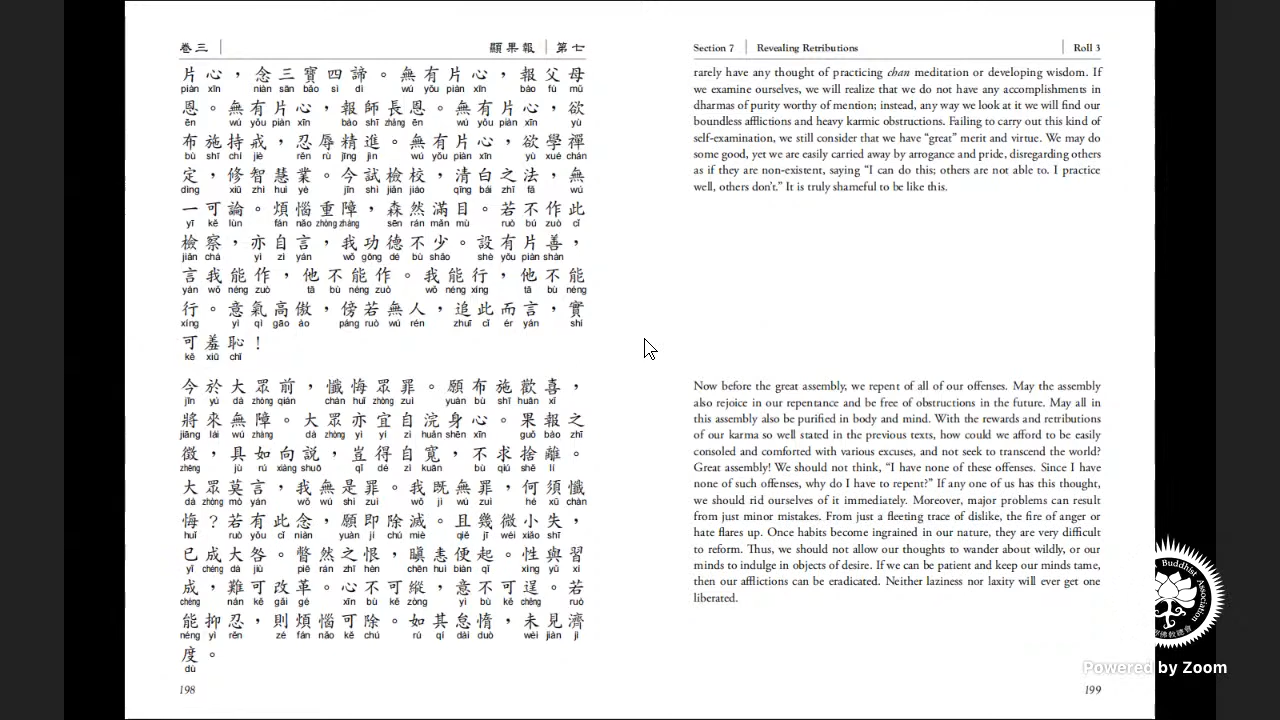 卷三 顯果報 第七
片心，念三寶四諦。無有片心，報父母
piàn xīn niàn sān bǎo sì dì wú yǒu piàn xīn bào fù mǔ
恩。無有片心，報師長恩。無有片心，欲
ēn wú yǒu piàn xīn bào shī zhǎng ēn wú yǒu piàn xīn yù
布施持戒，忍辱精進。無有片心，欲學禪
bù shī chí jiè rěn rù jīng jìn wú yǒu piàn xīn yù xué chán
定，修智慧業。今試檢校，清白之法，無
dìng xiū zhì huì yè jīn shì jiǎn jiáo qīng bái zhī fǎ wú
一可論。煩惱重障，森然滿目。若不作此
yī kě lùn fán nǎo zhòng zhàng sēn rán mǎn mù ruò bú zuò cǐ
檢察，亦自言，我功德不少。設有片善，
jiǎn chá yì zì yán wǒ gōng dé bù shǎo shè yǒu piàn shàn
言我能作，他不能作。我能行，他不能
yán wǒ néng zuò tā bù néng zuò wǒ néng xíng tā bù néng
行。意氣高傲，傍若無人，追此而言，實
xíng yì qì gāo ào páng ruò wú rén zhuī cǐ ér yán shí
可羞恥！
kě xiū chǐ
今於大眾前，懺悔眾罪。願布施歡喜，
jīn yú dà zhòng qián chàn huǐ zhòng zuì yuàn bù shī huān xǐ
將來無障。大眾亦宜自浣身心。果報之
jiāng lái wú zhàng dà zhòng yì yí zì huǎn shēn xīn guǒ bào zhī
徵，具如向說，豈得自寬，不求捨離。
zhēng jù rú xiàng shuō qǐ dé zì kuān bù qiú shě lí
大眾莫言，我無是罪。我既無罪，何須懺
dà zhòng mò yán wǒ wú shì zuì wǒ jì wú zuì hé xū chàn
悔？若有此念，願即除滅。且幾微小失，
huǐ ruò yǒu cǐ niàn yuàn jí chú miè qiě jī wéi xiǎo shī
已成大咎。瞥然之恨，瞋恚便起。性與習
yǐ chéng dà jiù piē rán zhī hèn chēn huì biàn qǐ xìng yǔ xí
成，難可改革。心不可縱，意不可逞。若
chéng nán kě gǎi gé xīn bù kě zòng yì bù kě chěng ruò
能抑忍，則煩惱可除。如其怠惰，未見濟
néng yì rěn zé fán nǎo kě chú rú qí dài duò wèi jiàn jì
度。
dù
198
Section 7 Revealing Retributions Roll 3
rarely have any thought of practicing chan meditation or developing wisdom. If
we examine ourselves, we will realize that we do not have any accomplishments in
dharmas of purity worthy of mention; instead, any way we look at it we will find our
boundless afflictions and heavy karmic obstructions. Failing to carry out this kind of
self-examination, we still consider that we have “great” merit and virtue. We may do
some good, yet we are easily carried away by arrogance and pride, disregarding others
as if they are non-existent, saying “I can do this; others are not able to. I practice
well, others don’t.” It is truly shameful to be like this.
Now before the great assembly, we repent of all of our offenses. May the assembly
also rejoice in our repentance and be free of obstructions in the future. May all in
this assembly also be purified in body and mind. With the rewards and retributions
of our karma so well stated in the previous texts, how could we afford to be easily
consoled and comforted with various excuses, and not seek to transcend the world?
Great assembly! We should not think, “I have none of these offenses. Since I have
none of such offenses, why do I have to repent?” If any one of us has this thought,
we should rid ourselves of it immediately. Moreover, major problems can result
from just minor mistakes. From just a fleeting trace of dislike, the fire of anger or
hate flares up. Once habits become ingrained in our nature, they are very difficult
to reform. Thus, we should not allow our thoughts to wander about wildly, or our
minds to indulge in objects of desire. If we can be patient and keep our minds tame,
then our afflictions can be eradicated. Neither laziness nor laxity will ever get one
liberated.
199
Buddhist Association
Powered by Zoom